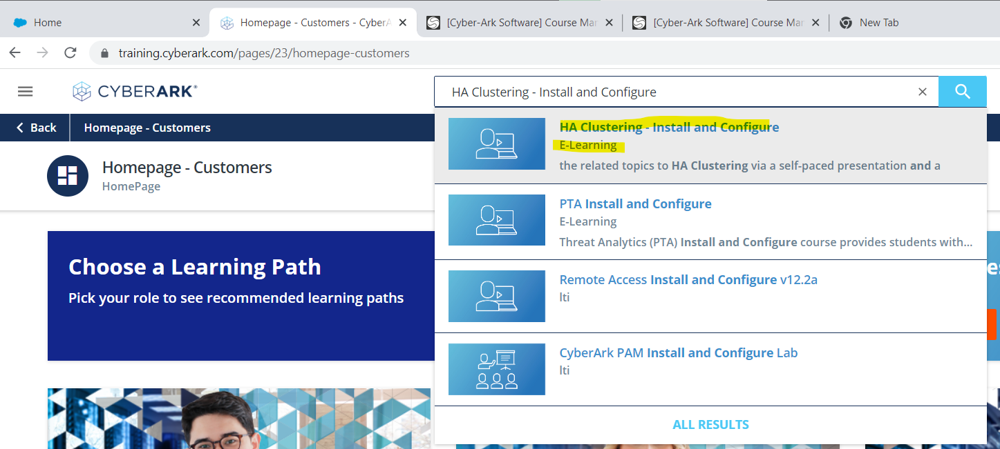 Home
Homepage - Customers - CyberA
[Cyber-Ark Software] Course Mar
[Cyber-Ark Software] Course Mar
New Tab
training.cyberark.com/pages/23/homepage-customers
CYBERARK®
HA Clustering - Install and Configure
Back
Homepage - Customers
HA Clustering - Install and Configure
E-Learning
the related topics to HA Clustering via a self-paced presentation and a
Homepage - Customers
HomePage
PTA Install and Configure
E-Learning
Threat Analytics (PTA) Install and Configure course provides students with...
Choose a Learning Path
Pick your role to see recommended learning paths
Remote Access Install and Configure v12.2a
lti
CyberArk PAM Install and Configure Lab
lti
ALL RESULTS